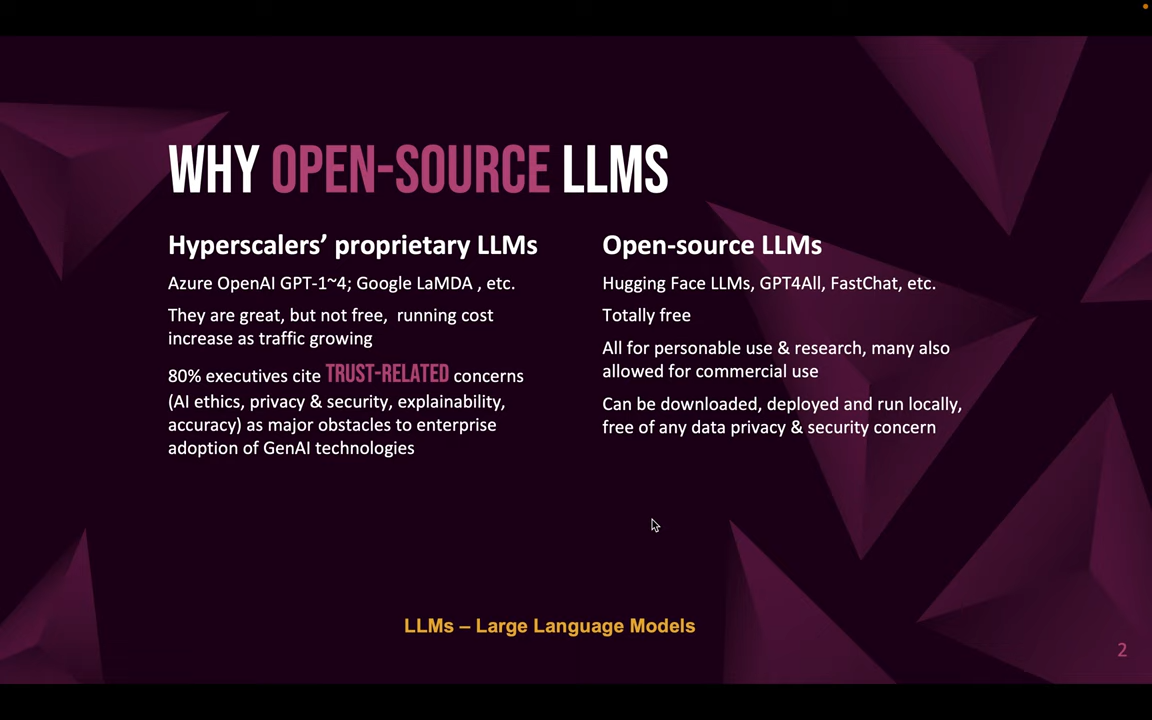 WHY OPEN-SOURCE LLMS
Hyperscalers’ proprietary LLMs
Azure OpenAI GPT-1~4; Google LaMDA , etc.
They are great, but not free,  running cost
increase as traffic growing
80% executives cite TRUST-RELATED concerns
(AI ethics, privacy & security, explainability,
accuracy) as major obstacles to enterprise
adoption of GenAI technologies
Open-source LLMs
Hugging Face LLMs, GPT4All, FastChat, etc.
Totally free
All for personable use & research, many also
allowed for commercial use
Can be downloaded, deployed and run locally,
free of any data privacy & security concern
LLMs – Large Language Models
2